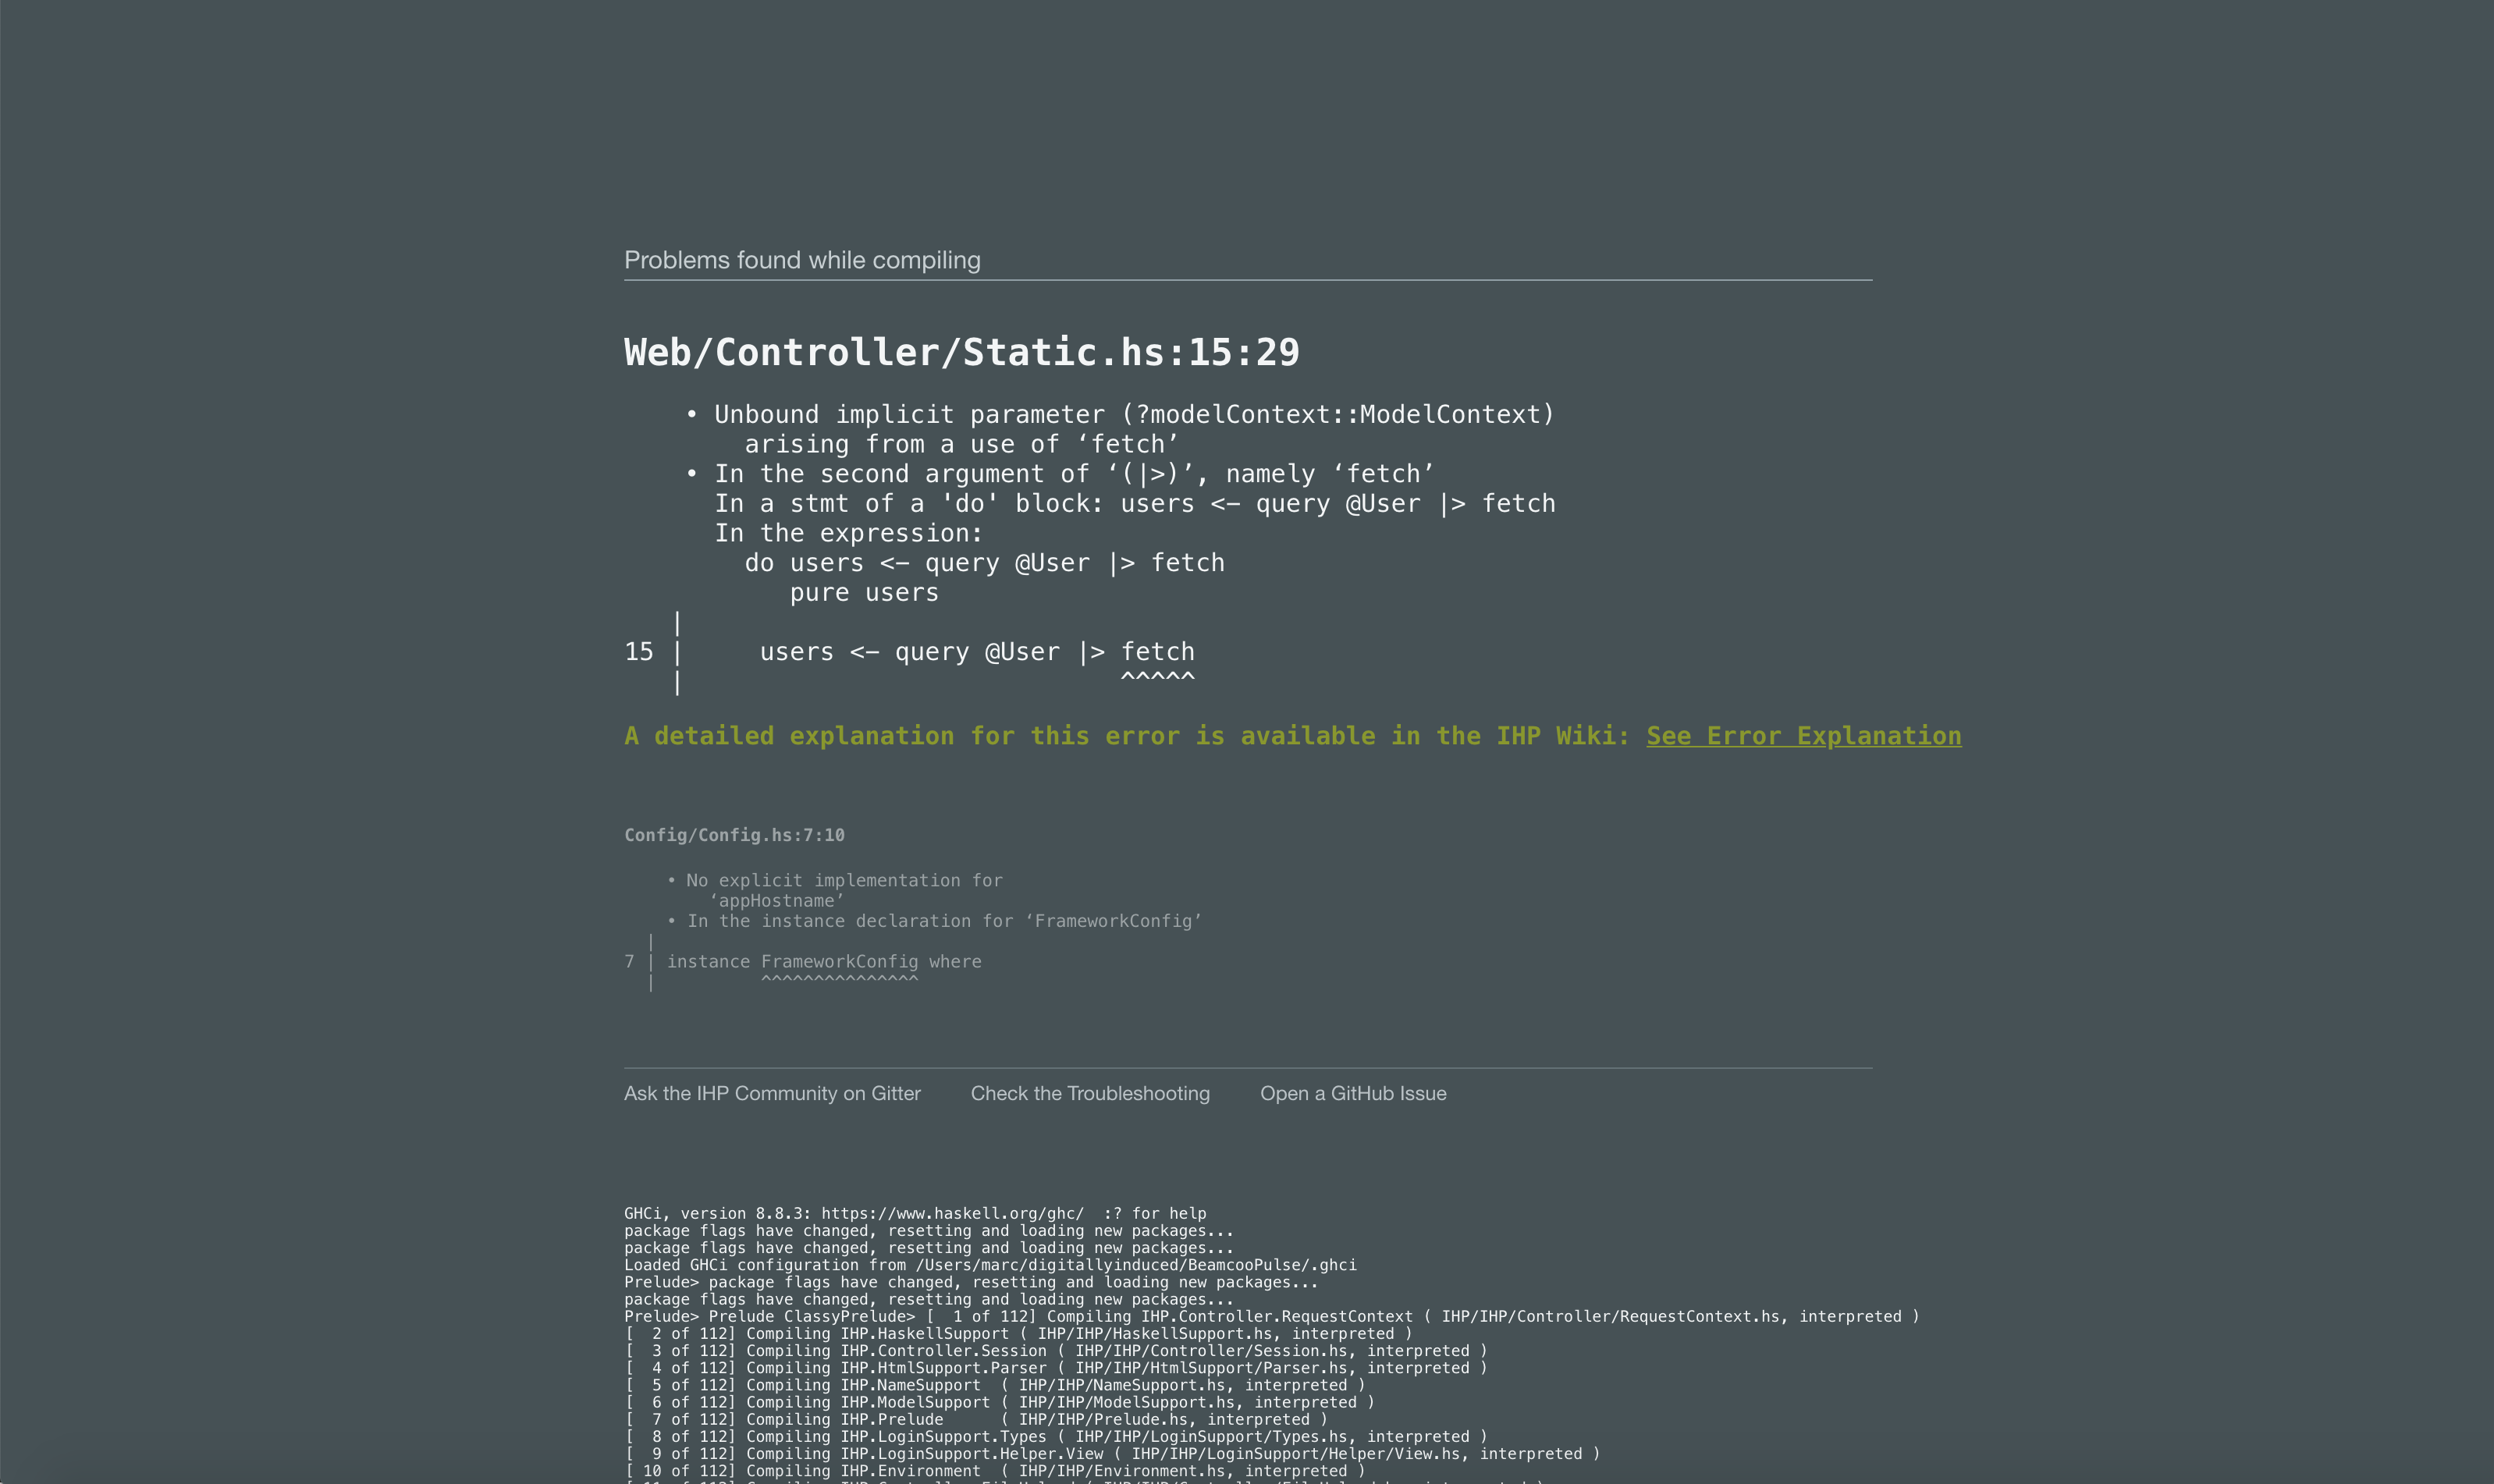 Problems found while compiling
Web/Controller/Static.hs:15:29
• Unbound implicit parameter (?modelContext::ModelContext)
arising from a use of ‘fetch’
• In the second argument of ‘(|>)’, namely ‘fetch’
In a stmt of a 'do' block: users <- query @User |> fetch
In the expression:
do users <- query @User |> fetch
pure users
|
15 | users <- query @User |> fetch
| ^^^^^
A detailed explanation for this error is available in the IHP Wiki: See Error Explanation
Config/Config.hs:7:10
• No explicit implementation for
‘appHostname’
• In the instance declaration for ‘FrameworkConfig’
|
7 | instance FrameworkConfig where
| ^^^^^^^^^^^^^^^
Ask the IHP Community on Gitter Check the Troubleshooting Open a GitHub Issue
GHCi, version 8.8.3: https://www.haskell.org/ghc/ :? for help
package flags have changed, resetting and loading new packages...
package flags have changed, resetting and loading new packages...
Loaded GHCi configuration from /Users/marc/digitallyinduced/BeamcooPulse/.ghci
Prelude> package flags have changed, resetting and loading new packages...
package flags have changed, resetting and loading new packages...
Prelude> Prelude ClassyPrelude> [ 1 of 112] Compiling IHP.Controller.RequestContext ( IHP/IHP/Controller/RequestContext.hs, interpreted )
[ 2 of 112] Compiling IHP.HaskellSupport ( IHP/IHP/HaskellSupport.hs, interpreted )
[ 3 of 112] Compiling IHP.Controller.Session ( IHP/IHP/Controller/Session.hs, interpreted )
[ 4 of 112] Compiling IHP.HtmlSupport.Parser ( IHP/IHP/HtmlSupport/Parser.hs, interpreted )
[ 5 of 112] Compiling IHP.NameSupport ( IHP/IHP/NameSupport.hs, interpreted )
[ 6 of 112] Compiling IHP.ModelSupport ( IHP/IHP/ModelSupport.hs, interpreted )
[ 7 of 112] Compiling IHP.Prelude ( IHP/IHP/Prelude.hs, interpreted )
[ 8 of 112] Compiling IHP.LoginSupport.Types ( IHP/IHP/LoginSupport/Types.hs, interpreted )
[ 9 of 112] Compiling IHP.LoginSupport.Helper.View ( IHP/IHP/LoginSupport/Helper/View.hs, interpreted )
[ 10 of 112] Compiling IHP.Environment ( IHP/IHP/Environment.hs, interpreted )